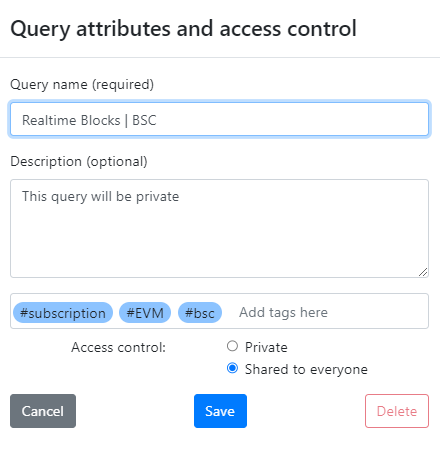 Query attributes and access control
Query name (required)
Realtime Blocks | BSC
Description (optional)
This query will be private
#subscription #EVM #bsc Add tags here
Access control: Private
Shared to everyone
Cancel Save Delete